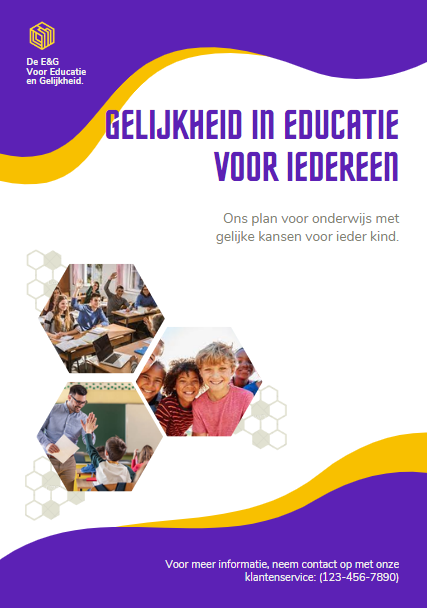 De E&G
Voor Educatie
en Gelijkheid.
GELIJKHEID IN EDUCATIE
VOOR IEDEREEN
Ons plan voor onderwijs met
gelijke kansen voor ieder kind.
Voor meer informatie, neem contact op met onze
klantenservice: (123-456-7890)